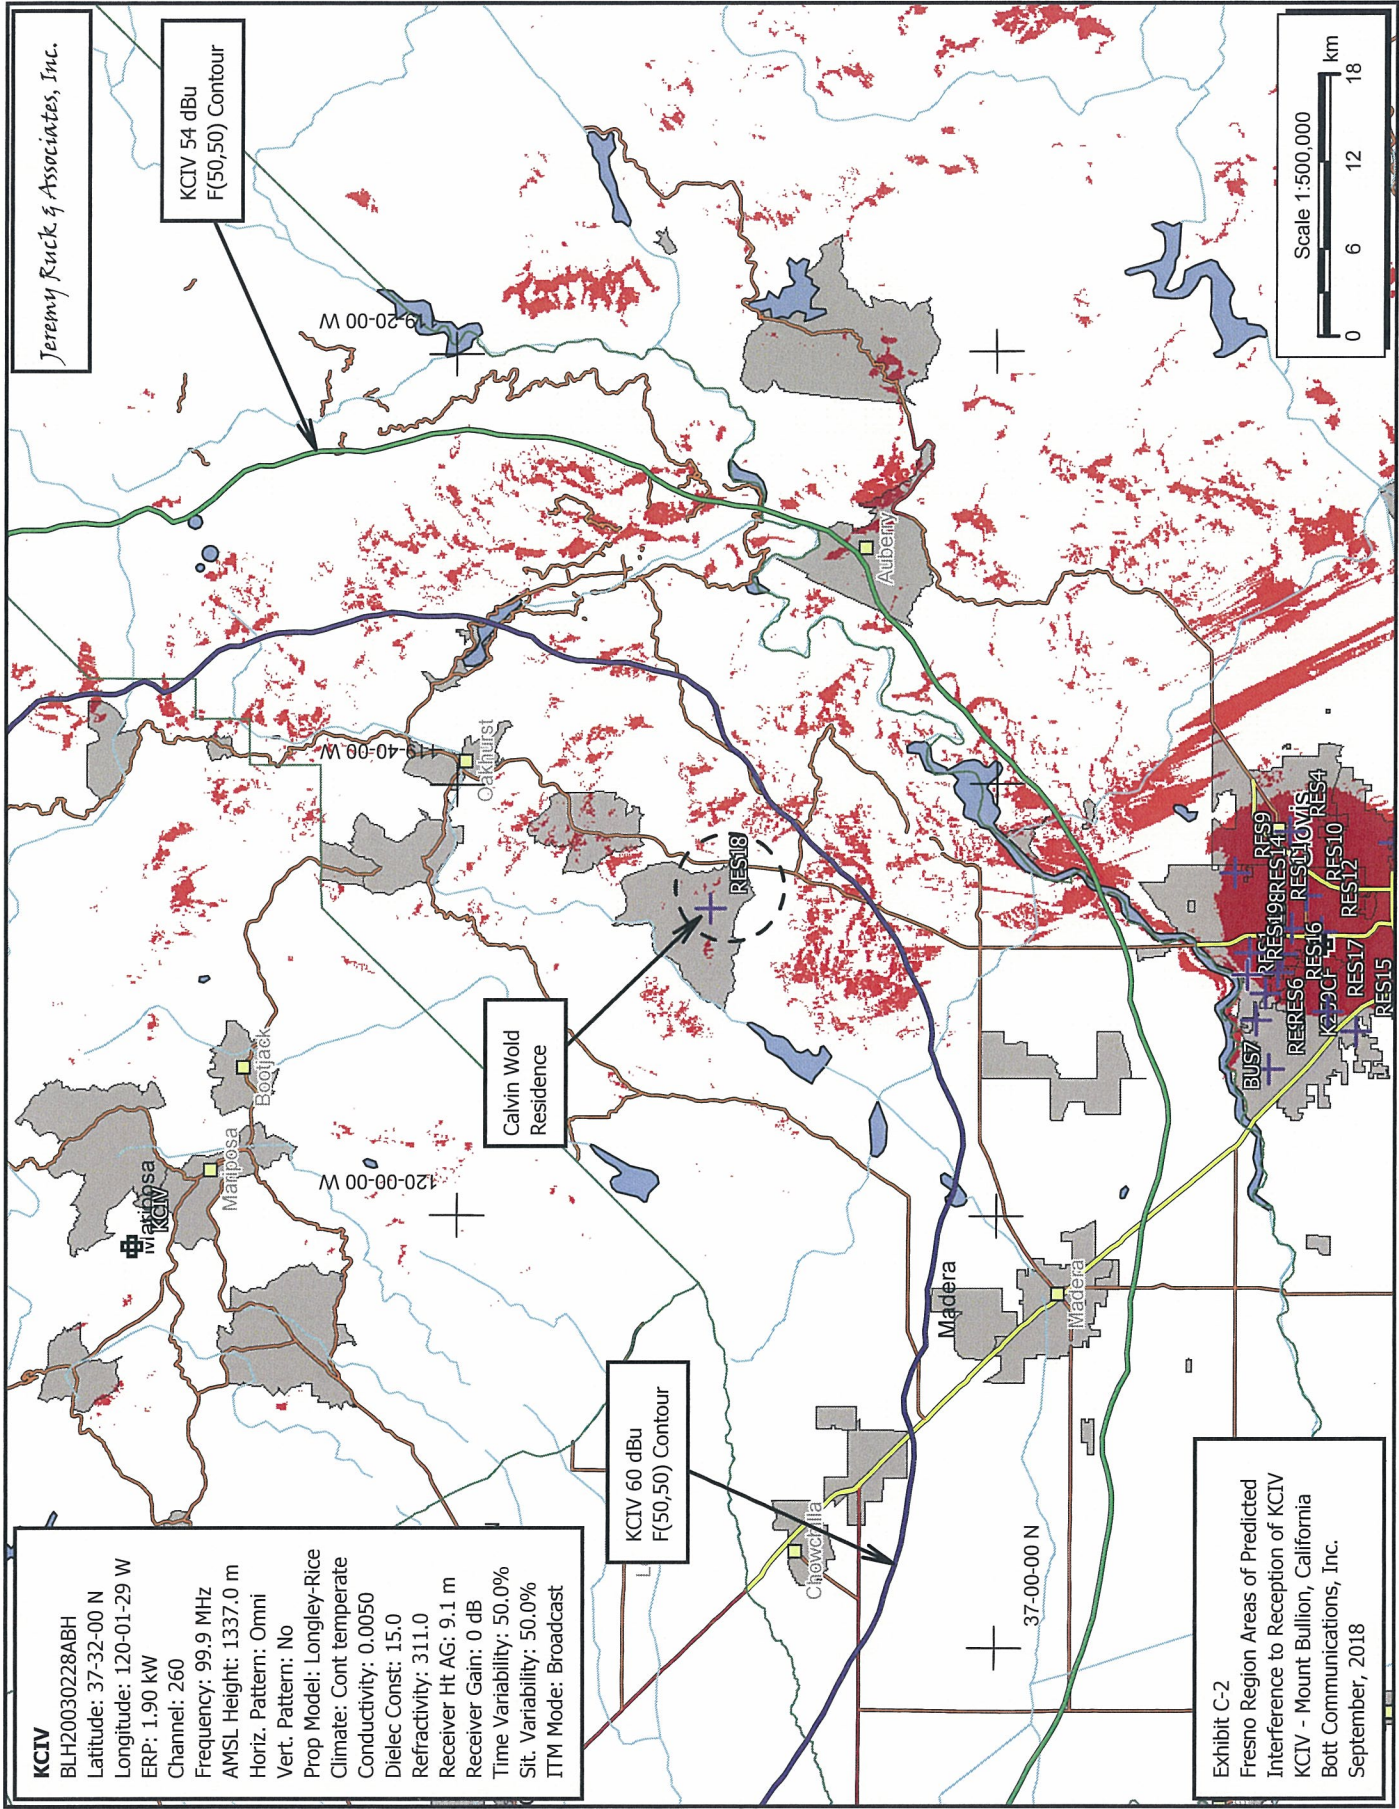 Jeremy Ruck & Associates, Inc.
KCIV 54 dBu
F(50,50) Contour
KCIV
BLH20030228ABH
Latitude: 37-32-00 N
Longitude: 120-01-29 W
ERP: 1.90 kW
Channel: 260
Frequency: 99.9 MHz
AMSL Height: 1337.0 m
Horiz. Pattern: Omni
Vert. Pattern: No
Prop Model: Longley-Rice
Climate: Cont temperate
Conductivity: 0.0050
Dielec Const: 15.0
Refractivity: 311.0
Receiver Ht AG: 9.1 m
Receiver Gain: 0 dB
Time Variability: 50.0%
Sit. Variability: 50.0%
ITM Mode: Broadcast
Mariposa
KCIV
Mariposa
Bootjack
Oakhurst
119-20-00 W
119-40-00 W
120-00-00 W
Calvin Wold
Residence
RES18
Auberry
KCIV 60 dBu
F(50,50) Contour
Chowchilla
Madera
Madera
37-00-00 N
BUS7
RES6
RES16
RES17
RES15
RES12
RES10
RES4
RES9
RES14
Scale 1:500,000
0 6 12 18 km
Exhibit C-2
Fresno Region Areas of Predicted
Interference to Reception of KCIV
KCIV - Mount Bullion, California
Bott Communications, Inc.
September, 2018